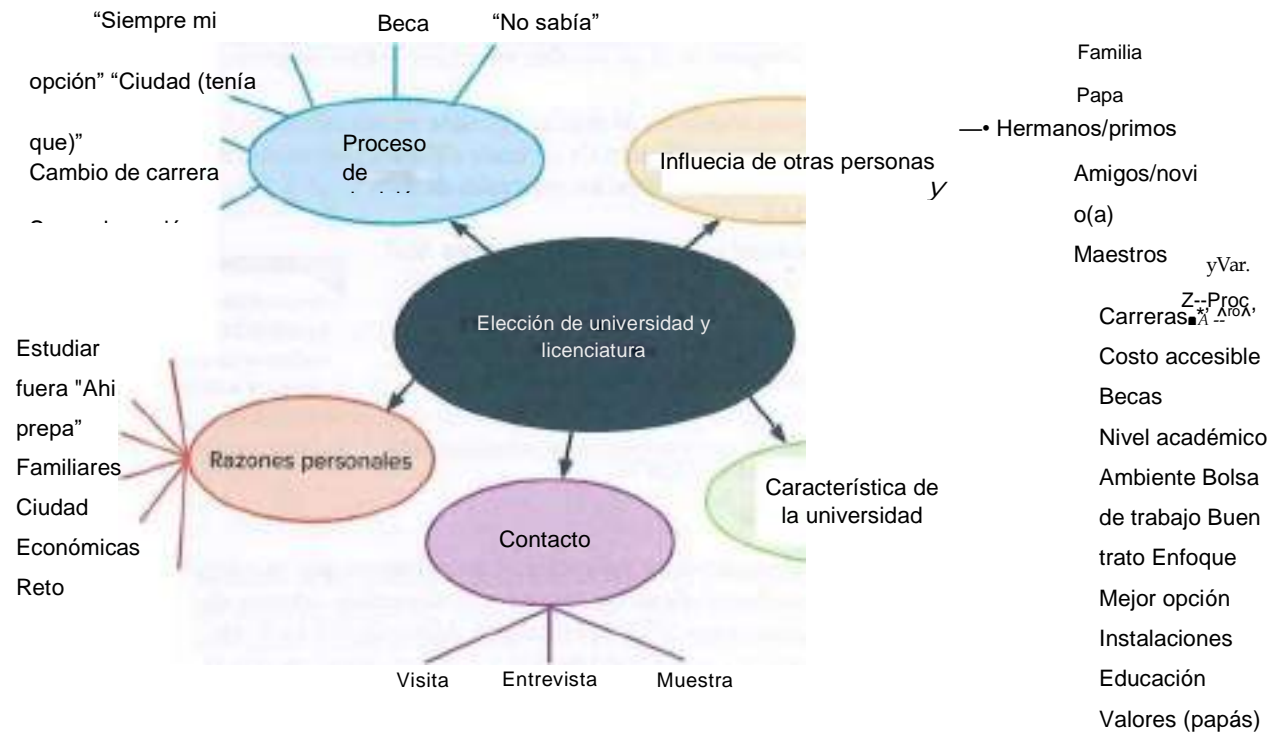 “Siempre mi
Beca
“No sabía”
opción” “Ciudad (tenía
que)”
Cambio de carrera
Proceso
de
Influecia de otras personas
y
Familia
Papa
—• Hermanos/primos
Amigos/novi
o(a)
Maestros
yVar.
Z--Proc
Carreras
Costo accesible
Becas
Nivel académico
Ambiente Bolsa
de trabajo Buen
trato Enfoque
Mejor opción
Instalaciones
Educación
Valores (papás)
Elección de universidad y
licenciatura
Estudiar
fuera "Ahi
prepa”
Familiares
Ciudad
Económicas
Reto
Razones personales
Contacto
Característica de
la universidad
Visita
Entrevista
Muestra